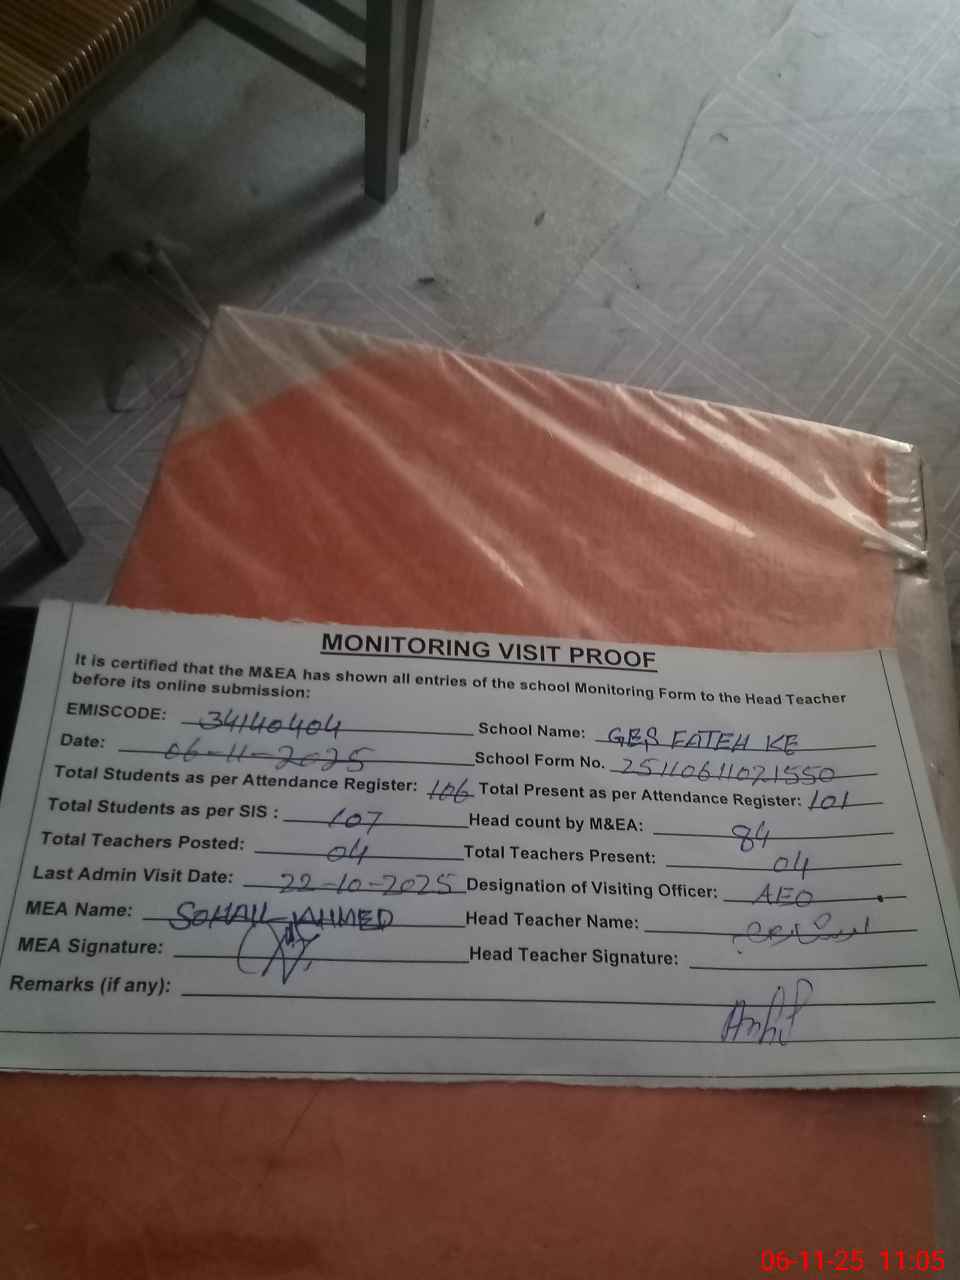 MONITORING VISIT PROOF
It is certified that the M&EA has shown all entries of the school Monitoring Form to the Head Teacher
before its online submission:
EMISCODE: 34140404 School Name: GES FATEH KE
Date: 06-11-2025 School Form No. 25110611021550
Total Students as per Attendance Register: 106 Total Present as per Attendance Register: 101
Total Students as per SIS : 107 Head count by M&EA: 84
Total Teachers Posted: 04 Total Teachers Present: 04
Last Admin Visit Date: 22-10-2025 Designation of Visiting Officer: AEO
MEA Name: SOHAIL AHMED Head Teacher Name:
MEA Signature: Head Teacher Signature:
Remarks (if any):
06-11-25 11:05